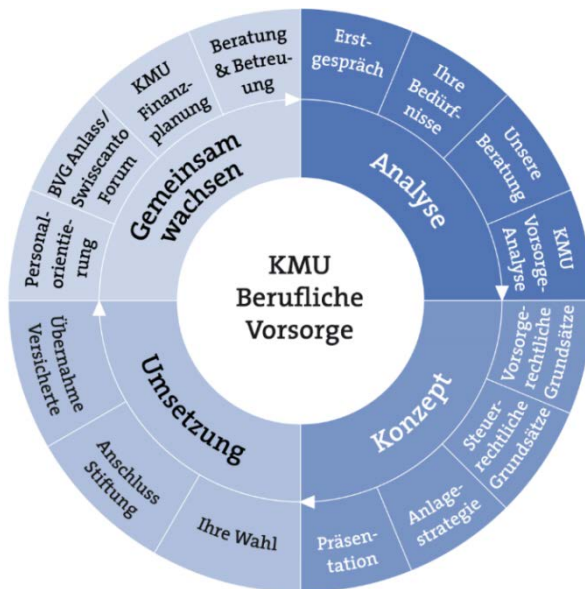 KMU
Berufliche
Vorsorge
Analyse
Erst-
gespräch
Ihre
Bedürf-
nisse
Unsere
Beratung
KMU
Vorsorge-
Analyse
Konzept
Vorsorge-
rechtliche
Grundsätze
Steuer-
rechtliche
Grundsätze
Anlage-
strategie
Präsen-
tation
Umsetzung
Ihre Wahl
Anschluss
Stiftung
Übernahme
Versicherte
Gemeinsam
wachsen
Personal-
orientie-
rung
BVG Anlass/
Swisscanto
Forum
KMU
Finanz-
planung
Beratung
& Betreu-
ung